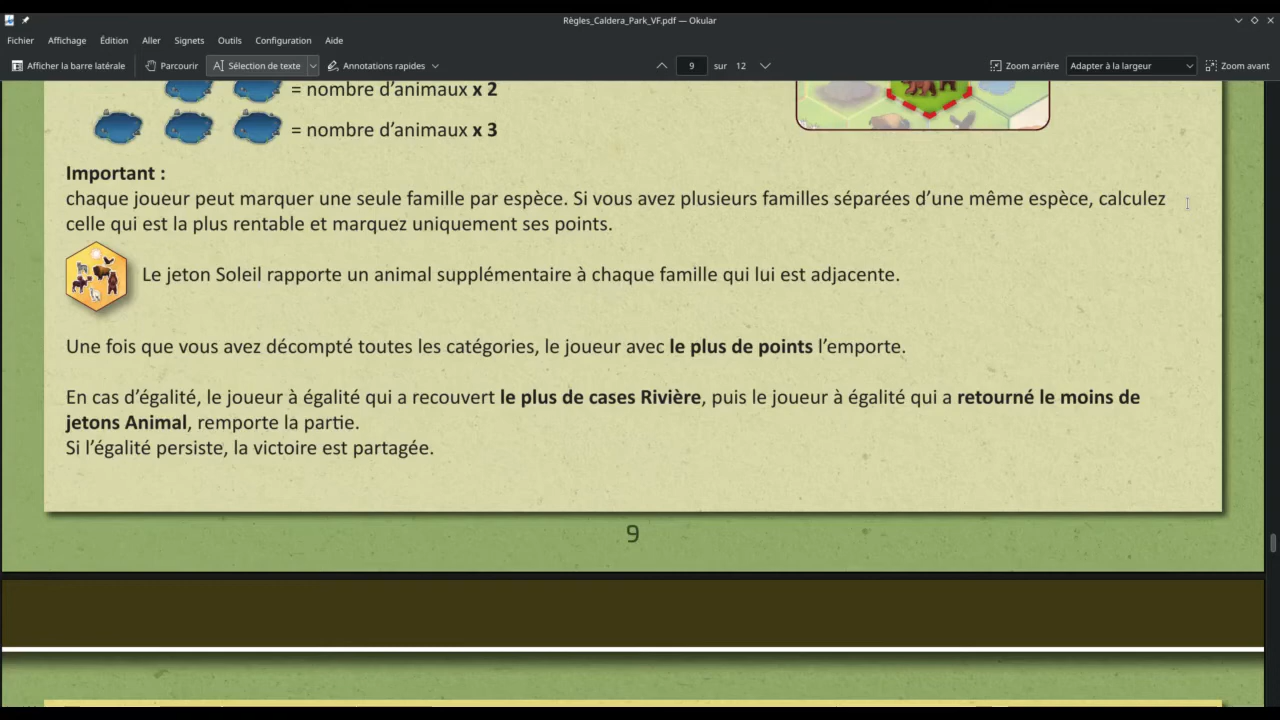 Règles_Caldera_Park_VF.pdf — Okular
Fichier Affichage Édition Aller Signets Outils Configuration Aide
Afficher la barre latérale Parcourir Sélection de texte Annotations rapides 9 sur 12 Zoom arrière Adapter à la largeur Zoom avant
= nombre d’animaux x 2
= nombre d’animaux x 3
Important :
chaque joueur peut marquer une seule famille par espèce. Si vous avez plusieurs familles séparées d’une même espèce, calculez
celle qui est la plus rentable et marquez uniquement ses points.
Le jeton Soleil rapporte un animal supplémentaire à chaque famille qui lui est adjacente.
Une fois que vous avez décompté toutes les catégories, le joueur avec le plus de points l’emporte.
En cas d’égalité, le joueur à égalité qui a recouvert le plus de cases Rivière, puis le joueur à égalité qui a retourné le moins de
jetons Animal, remporte la partie.
Si l’égalité persiste, la victoire est partagée.
9